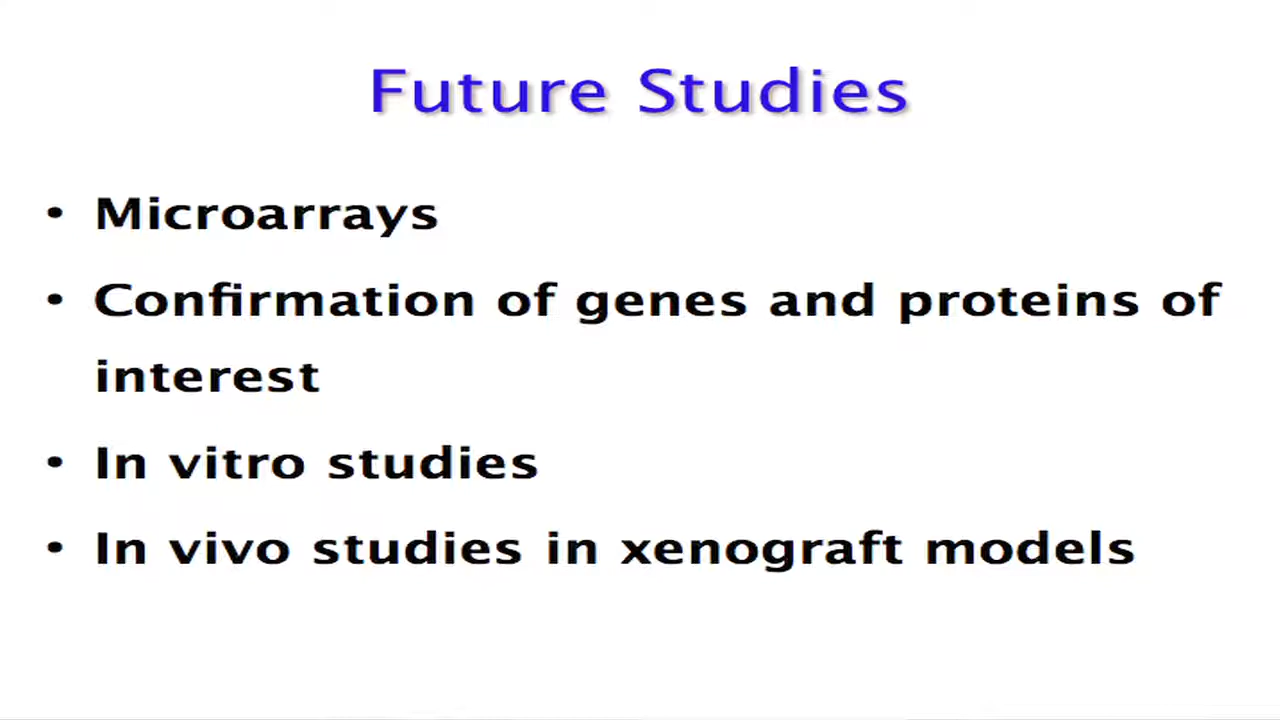 Future Studies
• Microarrays
• Confirmation of genes and proteins of
interest
• In vitro studies
• In vivo studies in xenograft models